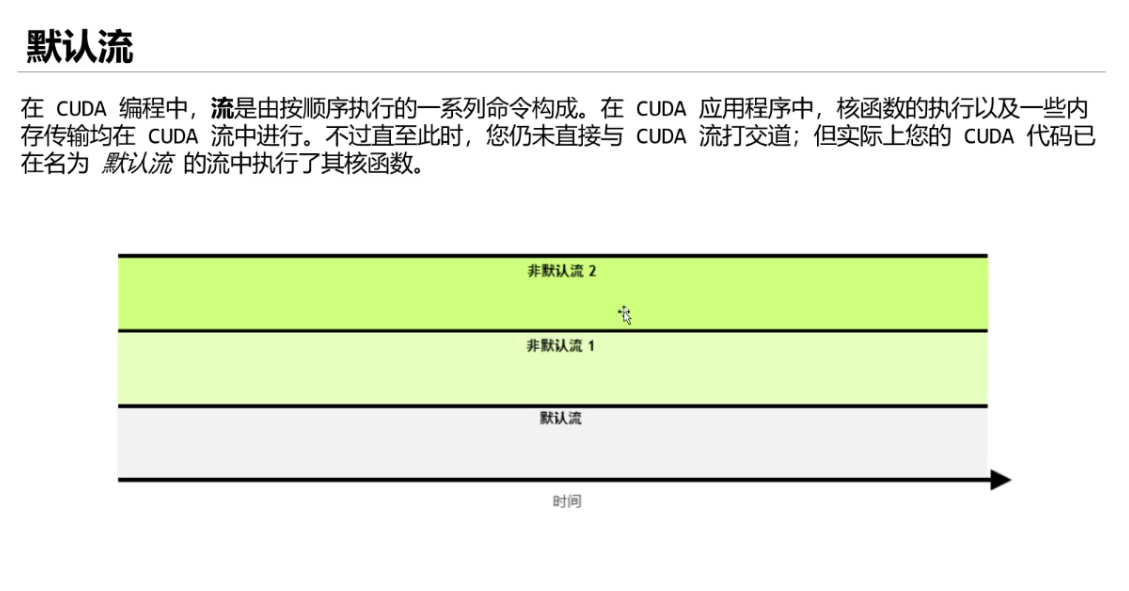 默认流
在 CUDA 编程中，流是由按顺序执行的一系列命令构成。在 CUDA 应用程序中，核函数的执行以及一些内
存传输均在 CUDA 流中进行。不过直至此时，您仍未直接与 CUDA 流打交道；但实际上您的 CUDA 代码已
在名为 默认流 的流中执行了其核函数。
非默认流 2
非默认流 1
默认流
时间